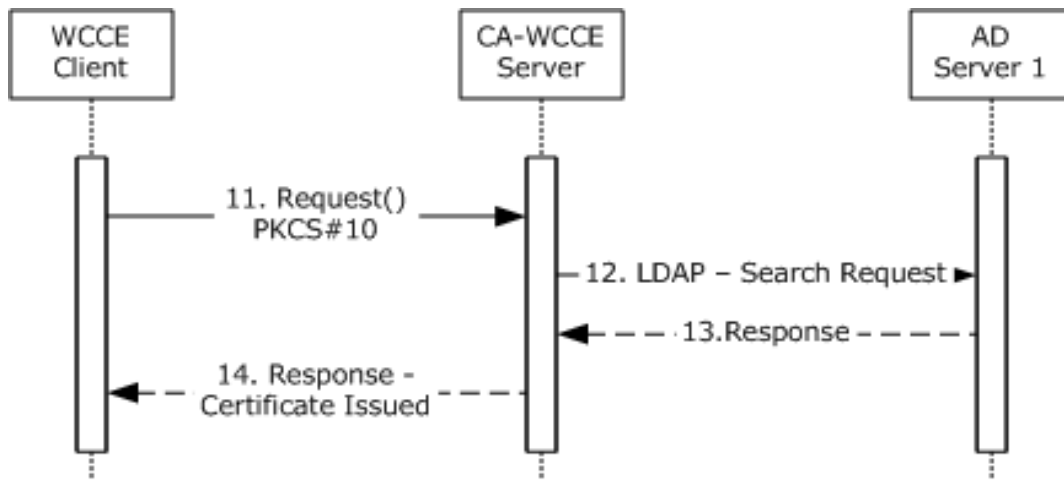 WCCE
Client
CA-WCCE
Server
AD
Server 1
11. Request()
PKCS#10
12. LDAP – Search Request
13.Response
14. Response -
Certificate Issued